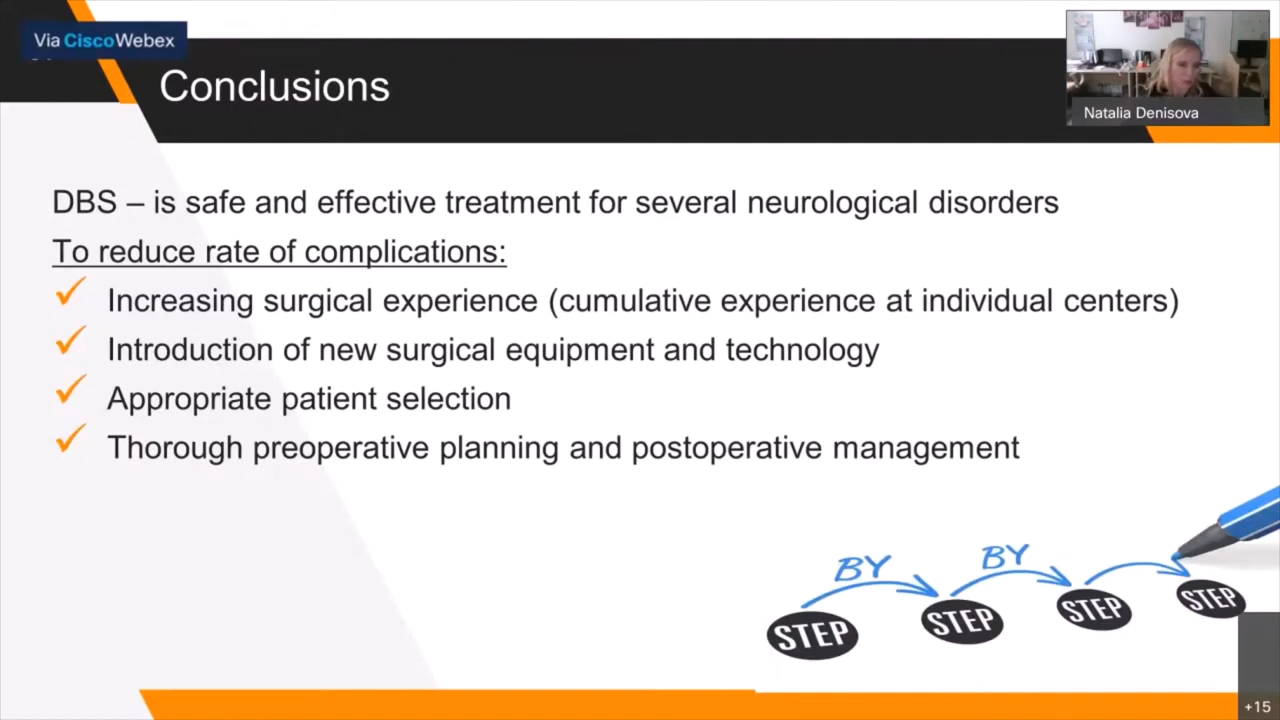 Via Cisco Webex
Conclusions
Natalia Denisova
DBS – is safe and effective treatment for several neurological disorders
To reduce rate of complications:
Increasing surgical experience (cumulative experience at individual centers)
Introduction of new surgical equipment and technology
Appropriate patient selection
Thorough preoperative planning and postoperative management
BY BY
STEP STEP STEP STEP
+15